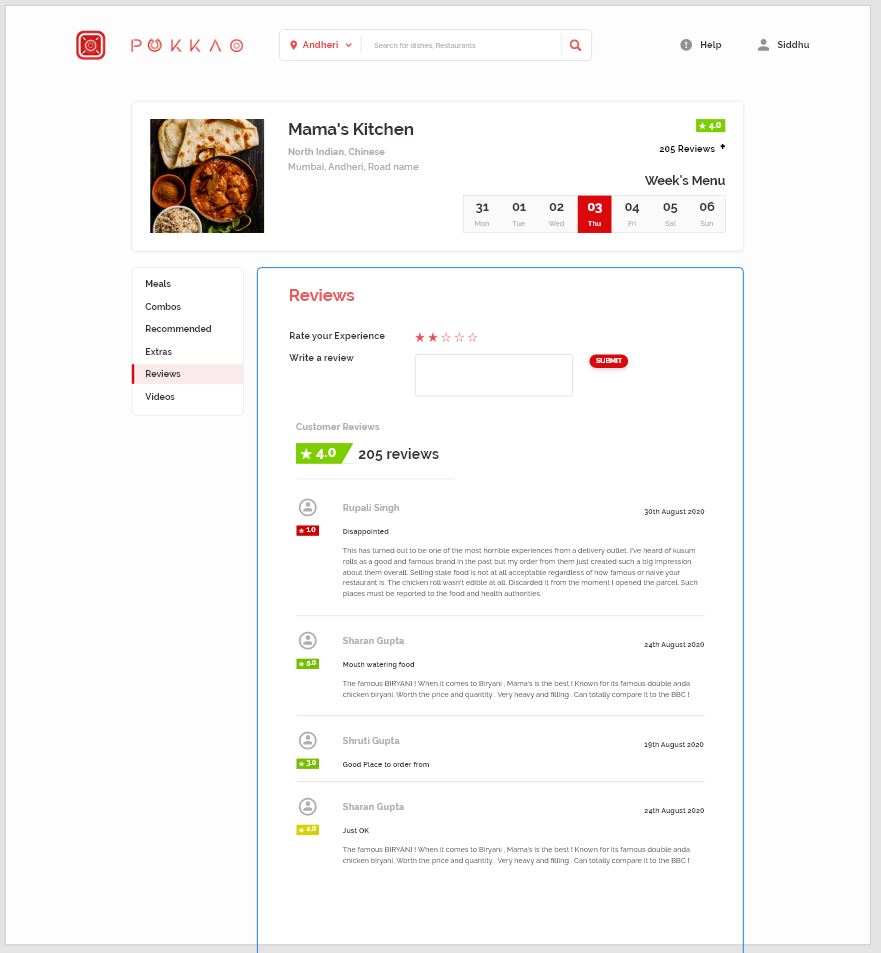 POKKAO
Andheri
Search for dishes, Restaurants
Help
Siddhu
Mama's Kitchen
North Indian, Chinese
Mumbai, Andheri, Road name
4.0
205 Reviews +
Week's Menu
31 01 02 03 04 05 06
Mon Tue Wed Thu Fri Sat Sun
Meals
Combos
Recommended
Extras
Reviews
Videos
Reviews
Rate your Experience
Write a review
SUBMIT
Customer Reviews
4.0 205 reviews
Rupali Singh
30th August 2020
1.0 Disappointed
This has turned out to be one of the most horrible experiences from a delivery outlet. I've heard of kusum
rolls as a good and famous brand in the past but my order from them just created such a big impression
about them overall. Selling stale food is not at all acceptable regardless of how famous or naive your
restaurant is. The chicken roll wasn't edible at all. Discarded it from the moment I opened the parcel. Such
places must be reported to the food and health authorities.
Sharan Gupta
24th August 2020
5.0 Mouth watering food
The famous BIRYANI ! When it comes to Biryani , Mama's is the best ! Known for its famous double anda
chicken biryani. Worth the price and quantity . Very heavy and filling . Can totally compare it to the BBC !
Shruti Gupta
19th August 2020
3.0 Good Place to order from
Sharan Gupta
24th August 2020
2.0 Just OK
The famous BIRYANI ! When it comes to Biryani , Mama's is the best ! Known for its famous double anda
chicken biryani. Worth the price and quantity . Very heavy and filling . Can totally compare it to the BBC !